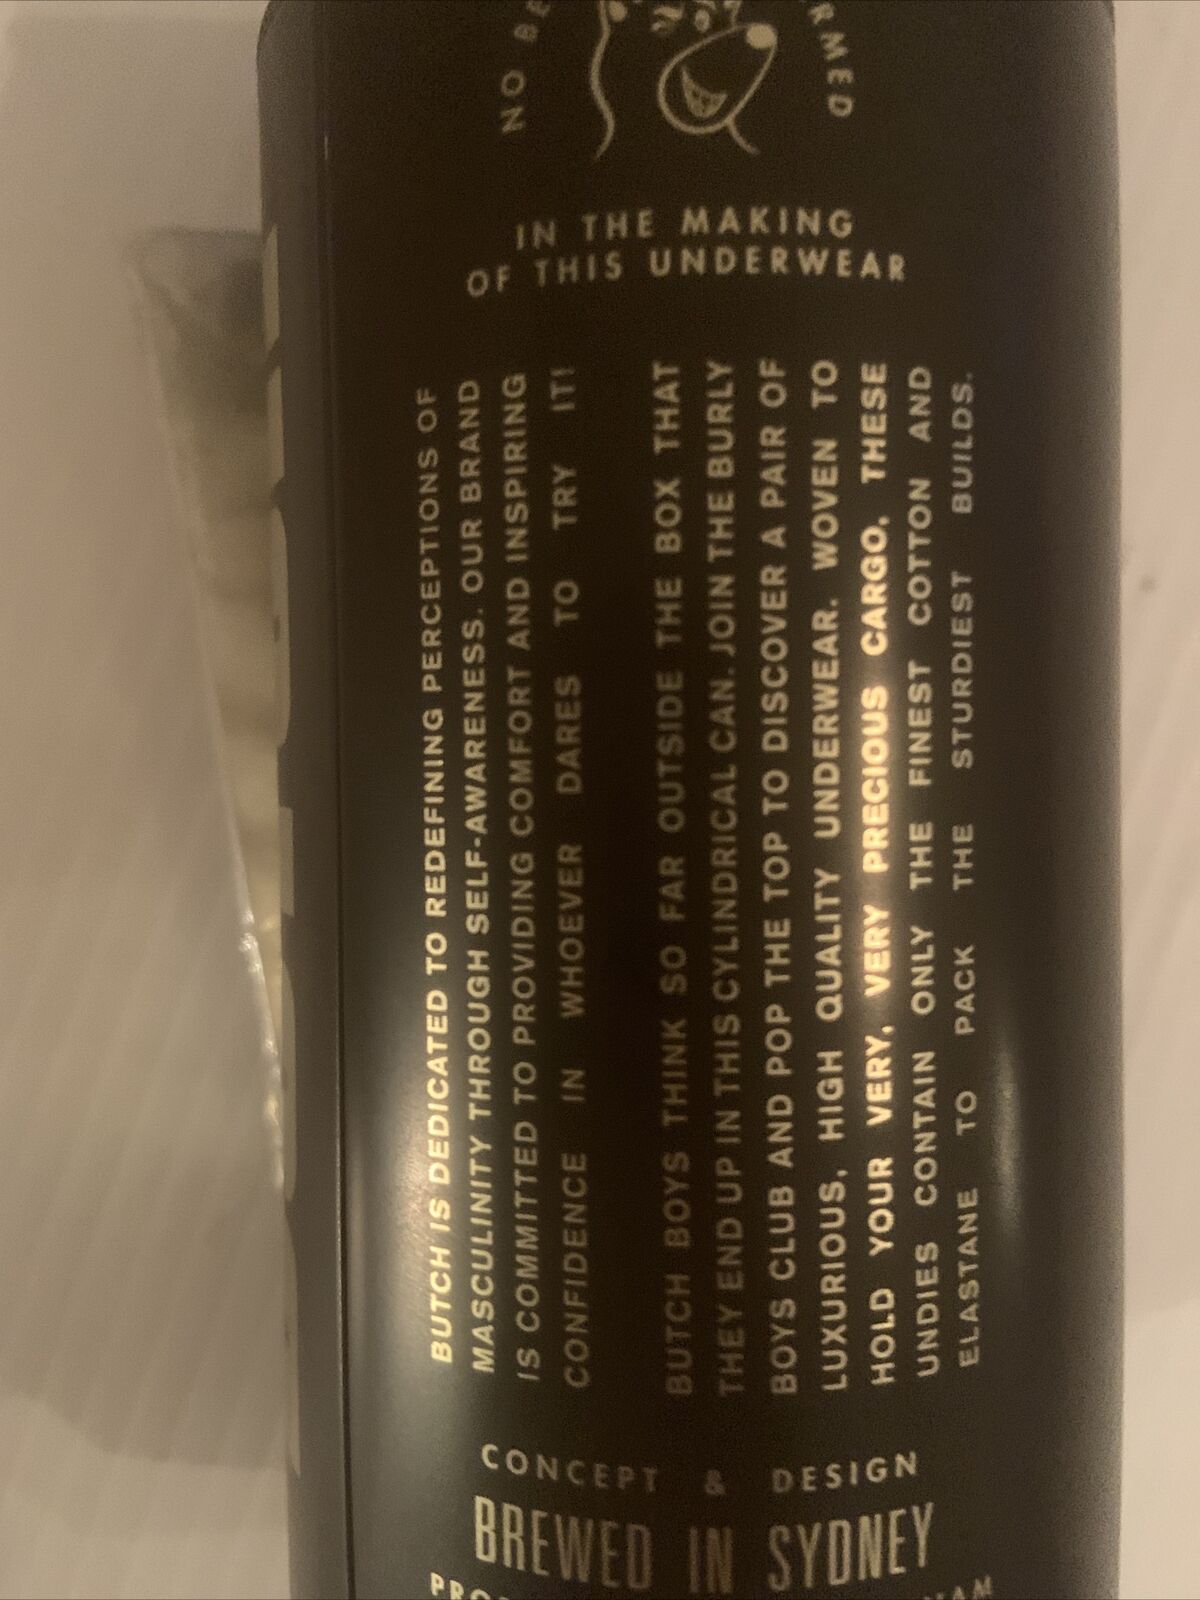 NO
IN THE MAKING
OF THIS UNDERWEAR
BUTCH IS DEDICATED TO REDEFINING PERCEPTIONS OF
MASCULINITY THROUGH SELF-AWARENESS. OUR BRAND
IS COMMITTED TO PROVIDING COMFORT AND INSPIRING
CONFIDENCE IN WHOEVER DARES TO TRY IT!
BUTCH BOYS THINK SO FAR OUTSIDE THE BOX THAT
THEY END UP IN THIS CYLINDRICAL CAN. JOIN THE BURLY
BOYS CLUB AND POP THE TOP TO DISCOVER A PAIR OF
LUXURIOUS, HIGH QUALITY UNDERWEAR. WOVEN TO
HOLD YOUR VERY, VERY PRECIOUS CARGO, THESE
UNDIES CONTAIN ONLY THE FINEST COTTON AND
ELASTANE TO PACK THE STURDIEST BUILDS.
CONCEPT & DESIGN
BREWED IN SYDNEY